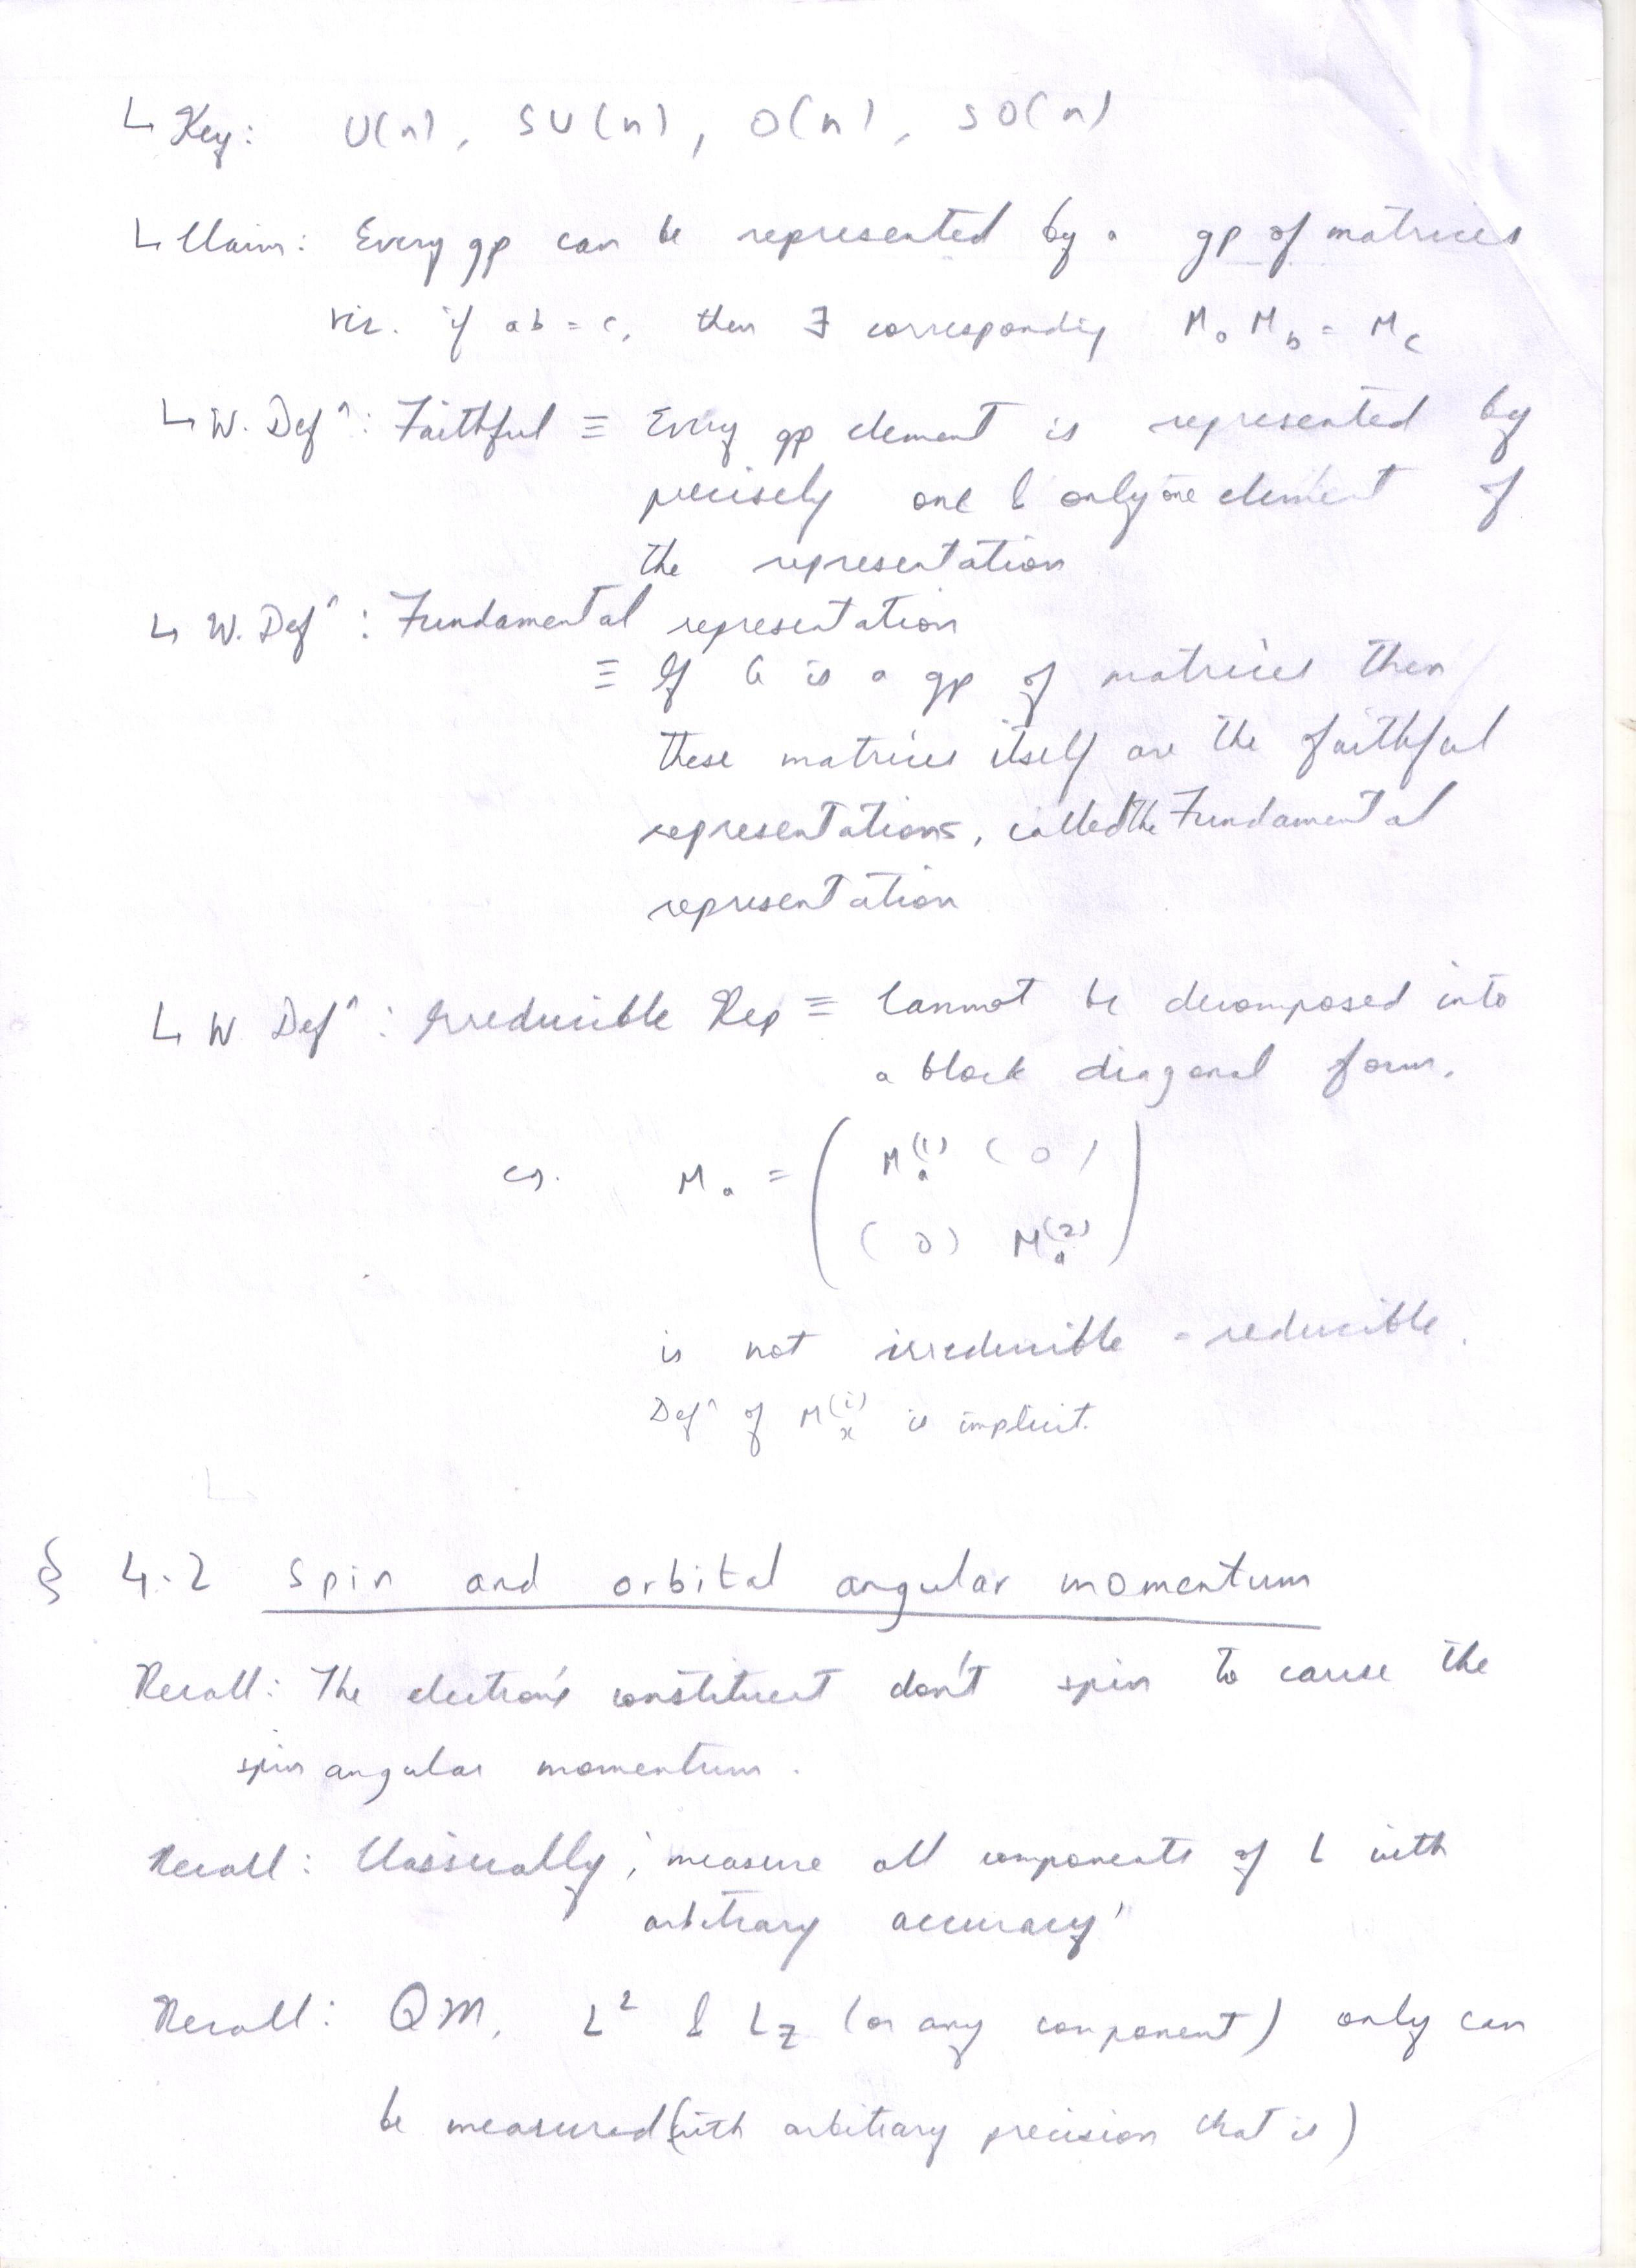 ↳ Key: U(n), SU(n), O(n), SO(n)
↳ Claim: Every gp can be represented by a gp of matrices
viz. if ab = c, then ∃ corresponding M_a M_b = M_c
↳ W. Defⁿ: Faithful ≡ Every gp element is represented by
precisely one & only one element of
the representation
↳ W. Defⁿ: Fundamental representation
≡ If G is a gp of matrices then
these matrices itself are the faithful
representations, called the Fundamental
representation
↳ W Defⁿ: Irreducible Rep ≡ Cannot be decomposed into
a block diagonal form.
eg. M_a = ( M_a^(1) (0)
(0) M_a^(2) )
is not irreducible = reducible.
Defⁿ of M_x^(i) is implicit.
§ 4.2 Spin and orbital angular momentum
Recall: The electron's constituent don't spin to cause the
spin angular momentum.
Recall: Classically, 'measure all components of L with
arbitrary accuracy'
Recall: QM, L² & L_z (or any component) only can
be measured (with arbitrary precision that is)